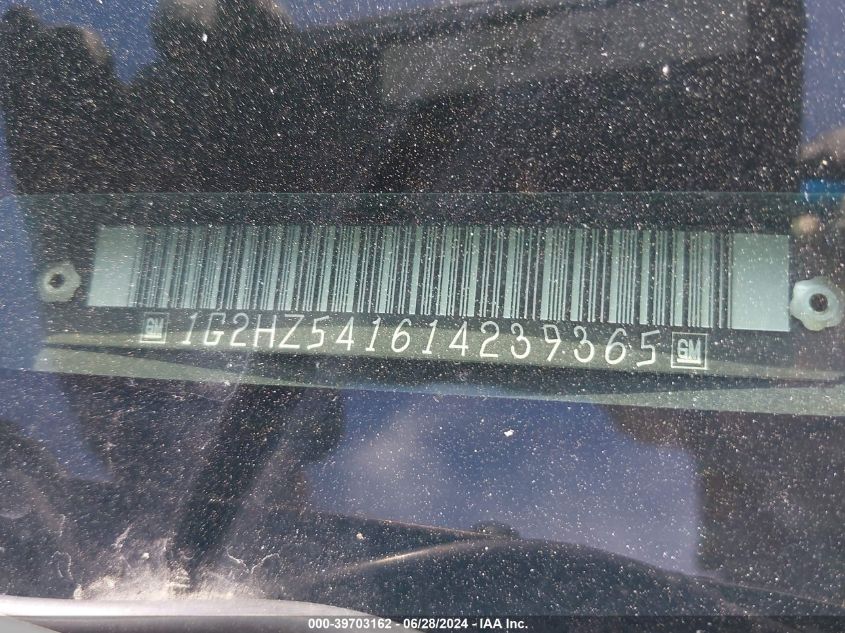 GM 1G2HZ541614239365 GM
000-39703162 - 06/28/2024 - IAA Inc.